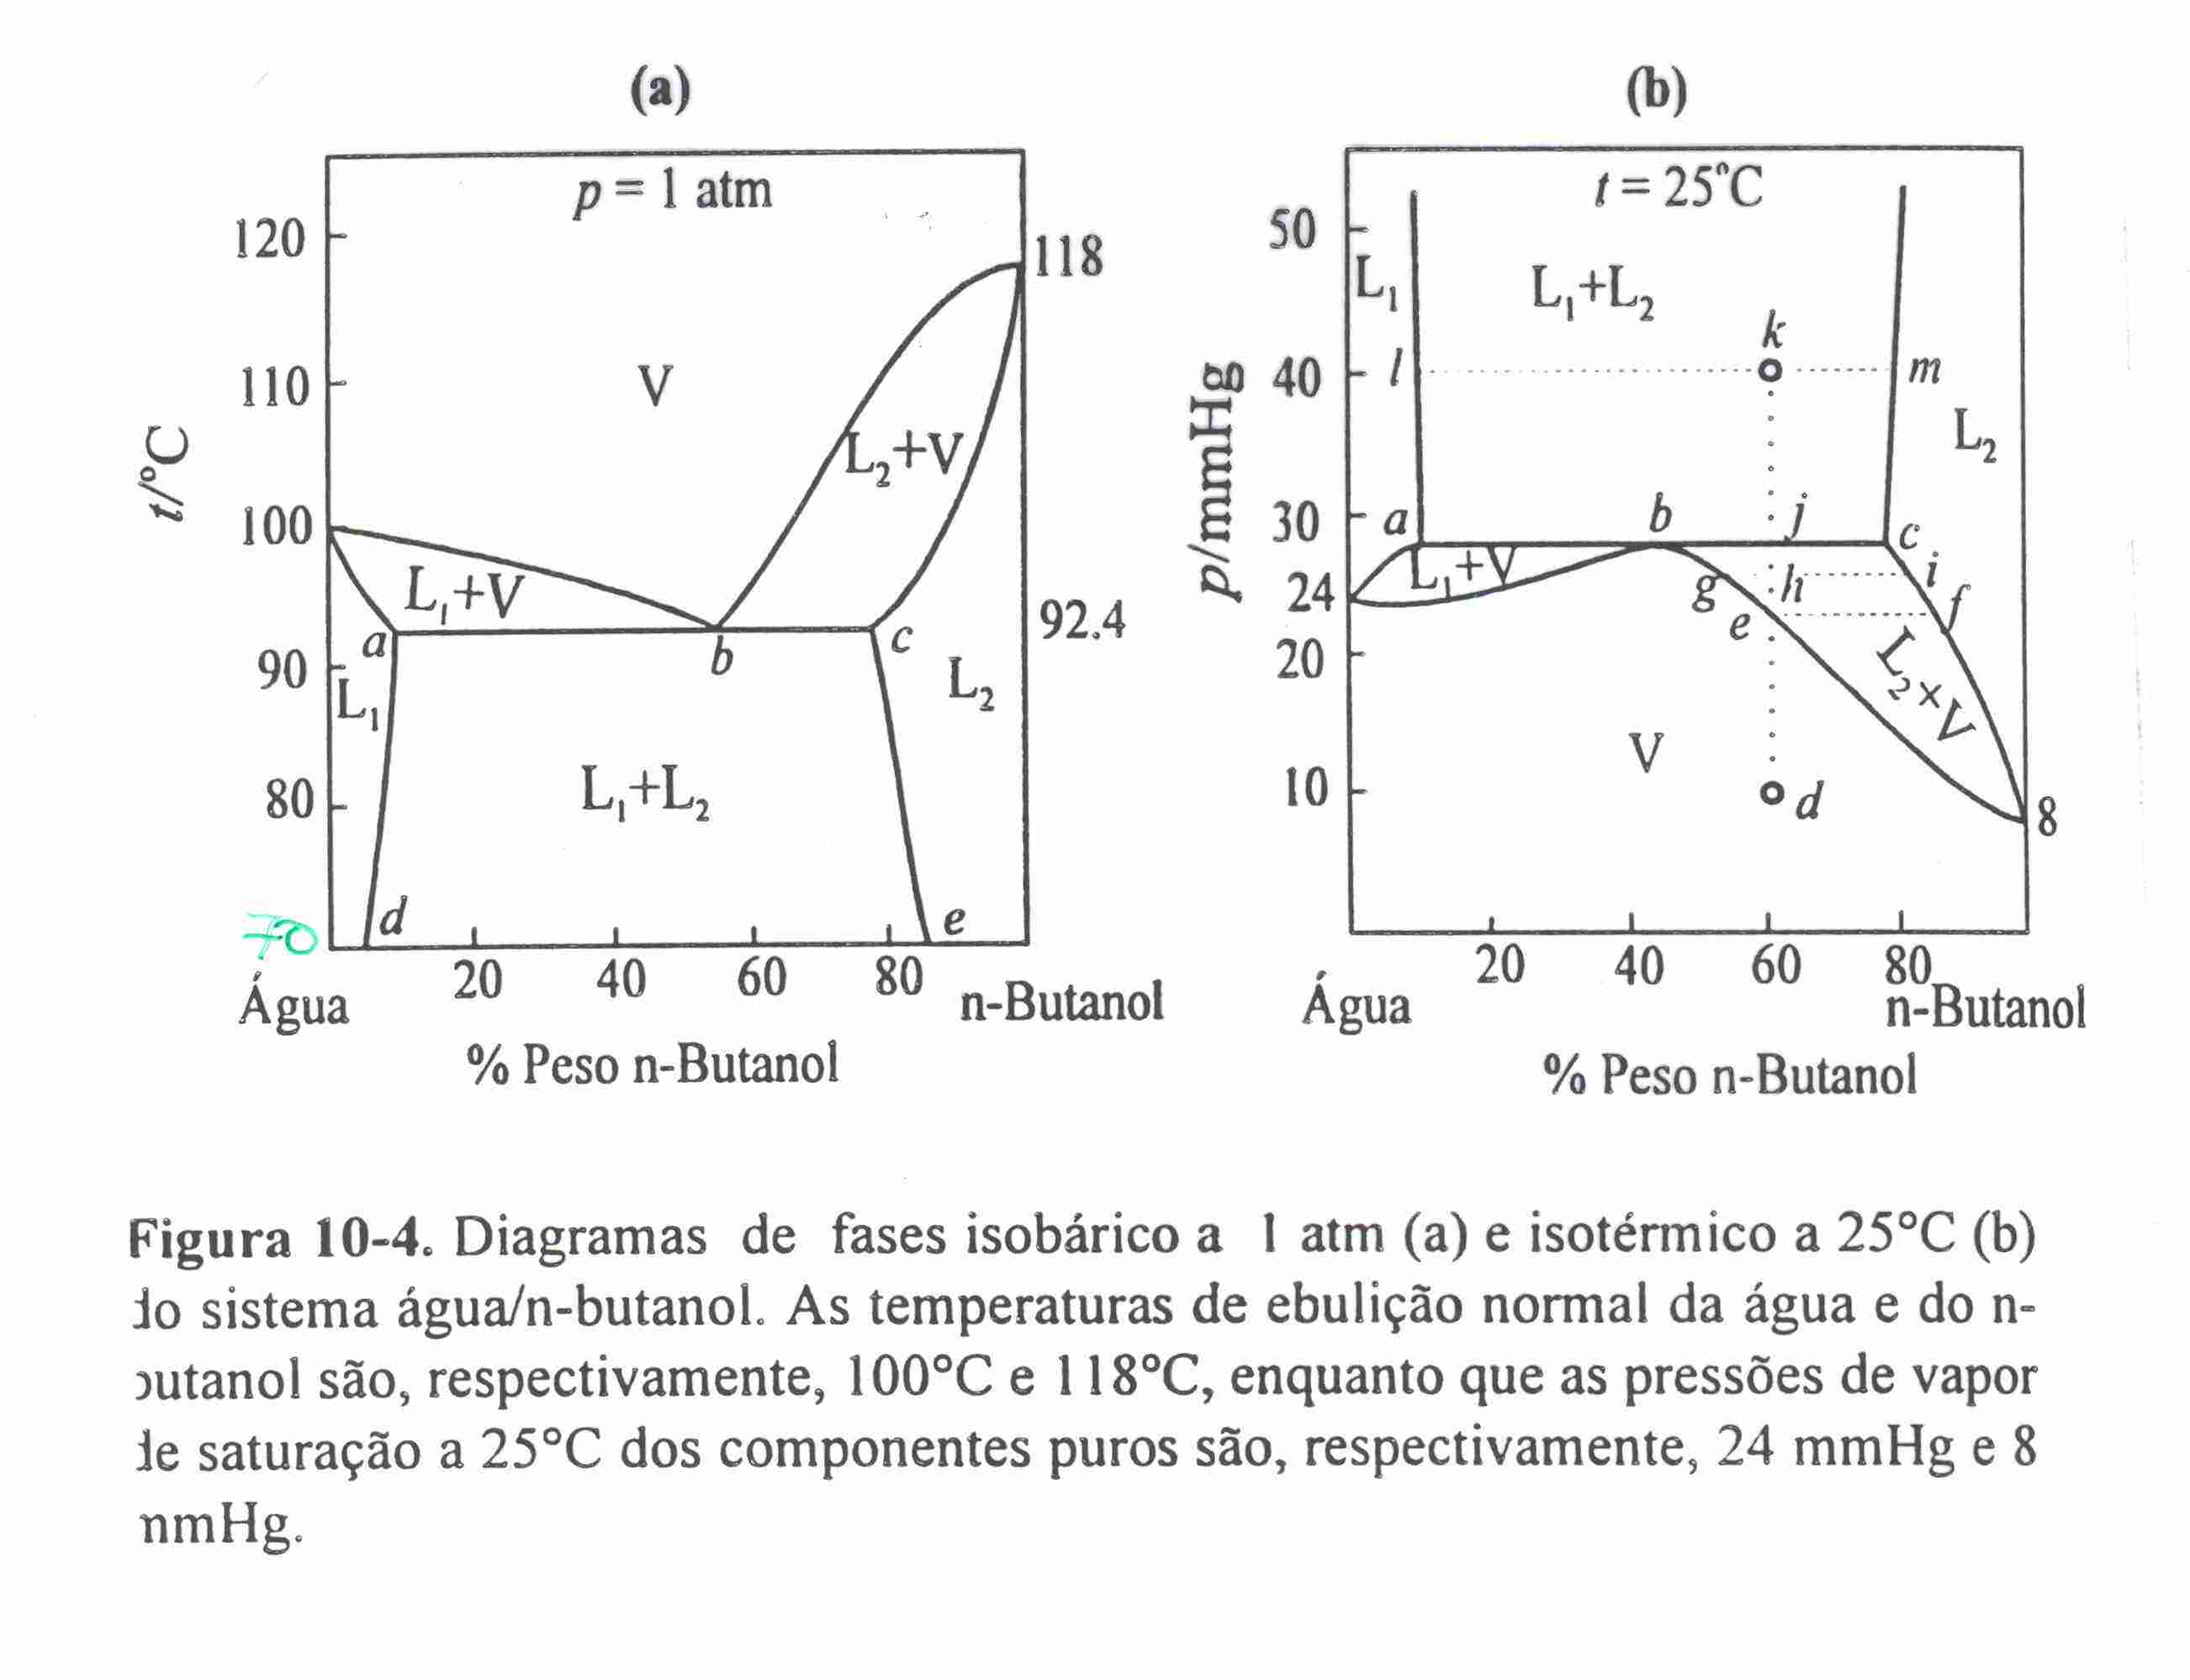 (a)
p = 1 atm
t/°C
120
110
100
90
80
70
118
92.4
V
L₂+V
L₁+V
a
b
c
L₁
L₂
L₁+L₂
d
e
20 40 60 80
Água
n-Butanol
% Peso n-Butanol
(b)
t = 25°C
p/mmHg
50
40
30
24
20
10
8
L₁
L₁+L₂
k
l
m
L₂
a
b
j
c
L₁+V
g
h
i
e
f
L₂×V
V
d
20 40 60 80
Água
n-Butanol
% Peso n-Butanol
Figura 10-4. Diagramas de fases isobárico a 1 atm (a) e isotérmico a 25°C (b)
do sistema água/n-butanol. As temperaturas de ebulição normal da água e do n-
butanol são, respectivamente, 100°C e 118°C, enquanto que as pressões de vapor
de saturação a 25°C dos componentes puros são, respectivamente, 24 mmHg e 8
mmHg.